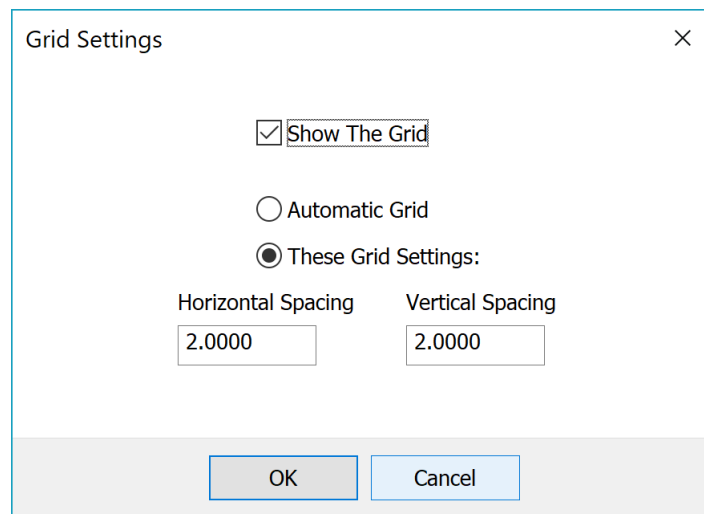 Grid Settings
Show The Grid
Automatic Grid
These Grid Settings:
Horizontal Spacing Vertical Spacing
2.0000 2.0000
OK Cancel